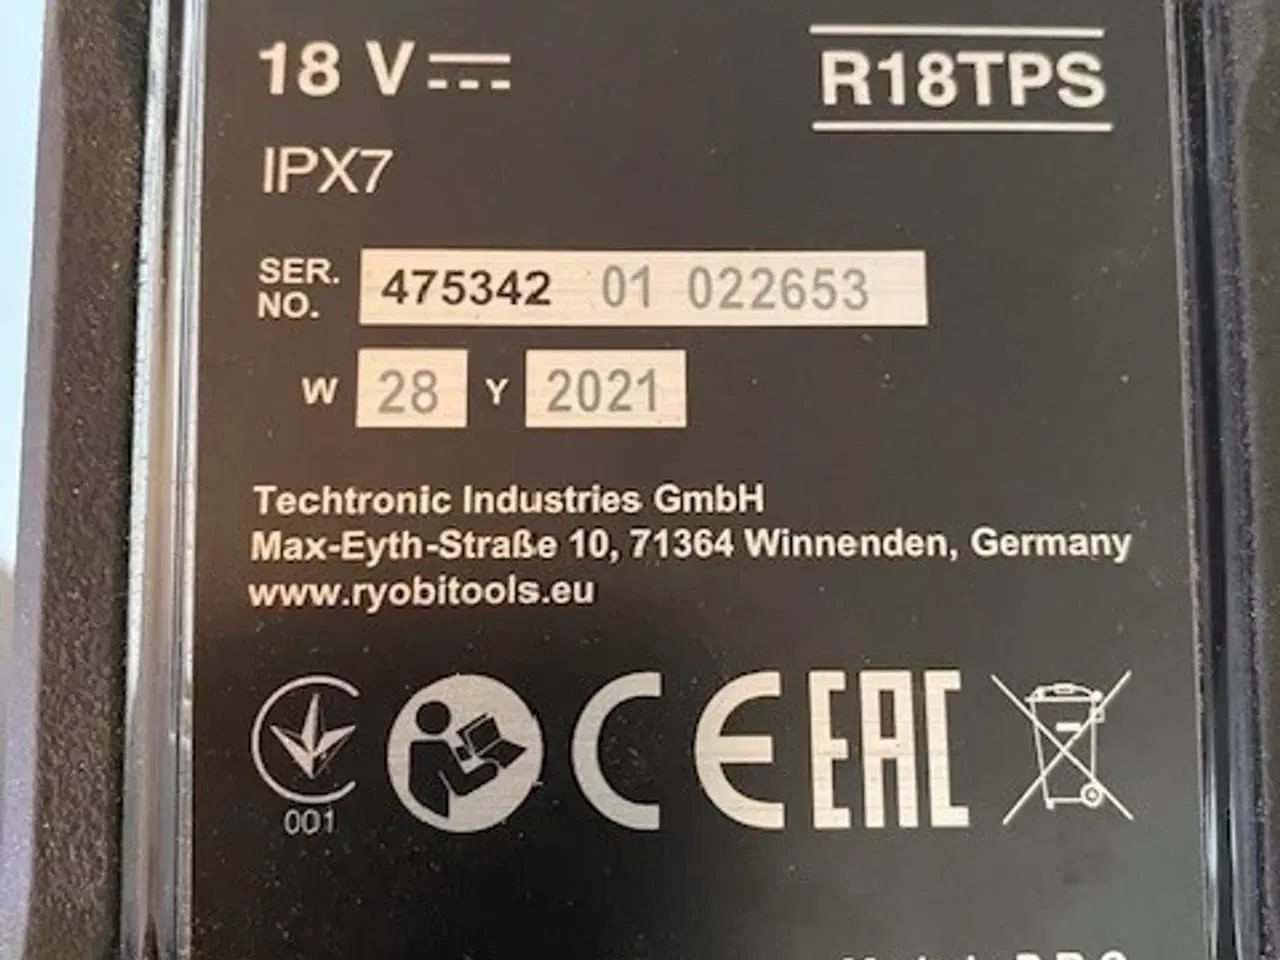 18 V R18TPS
IPX7
SER. NO. 475342 01 022653
W 28 Y 2021
Techtronic Industries GmbH
Max-Eyth-Straße 10, 71364 Winnenden, Germany
www.ryobitools.eu
001
CE EAC